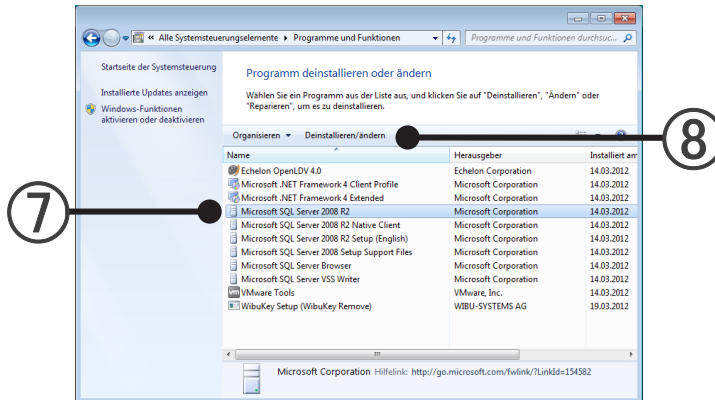 « Alle Systemsteuerungselemente ▸ Programme und Funktionen
Programme und Funktionen durchsuc...
Startseite der Systemsteuerung
Installierte Updates anzeigen
Windows-Funktionen
aktivieren oder deaktivieren
Programm deinstallieren oder ändern
Wählen Sie ein Programm aus der Liste aus, und klicken Sie auf "Deinstallieren", "Ändern" oder
"Reparieren", um es zu deinstallieren.
Organisieren Deinstallieren/ändern
8
Name Herausgeber Installiert am
Echelon OpenLDV 4.0 Echelon Corporation 14.03.2012
Microsoft .NET Framework 4 Client Profile Microsoft Corporation 14.03.2012
Microsoft .NET Framework 4 Extended Microsoft Corporation 14.03.2012
7
Microsoft SQL Server 2008 R2 Microsoft Corporation 14.03.2012
Microsoft SQL Server 2008 R2 Native Client Microsoft Corporation 14.03.2012
Microsoft SQL Server 2008 R2 Setup (English) Microsoft Corporation 14.03.2012
Microsoft SQL Server 2008 Setup Support Files Microsoft Corporation 14.03.2012
Microsoft SQL Server Browser Microsoft Corporation 14.03.2012
Microsoft SQL Server VSS Writer Microsoft Corporation 14.03.2012
VMware Tools VMware, Inc. 14.03.2012
WibuKey Setup (WibuKey Remove) WIBU-SYSTEMS AG 19.03.2012
Microsoft Corporation Hilfelink: http://go.microsoft.com/fwlink/?LinkId=154582